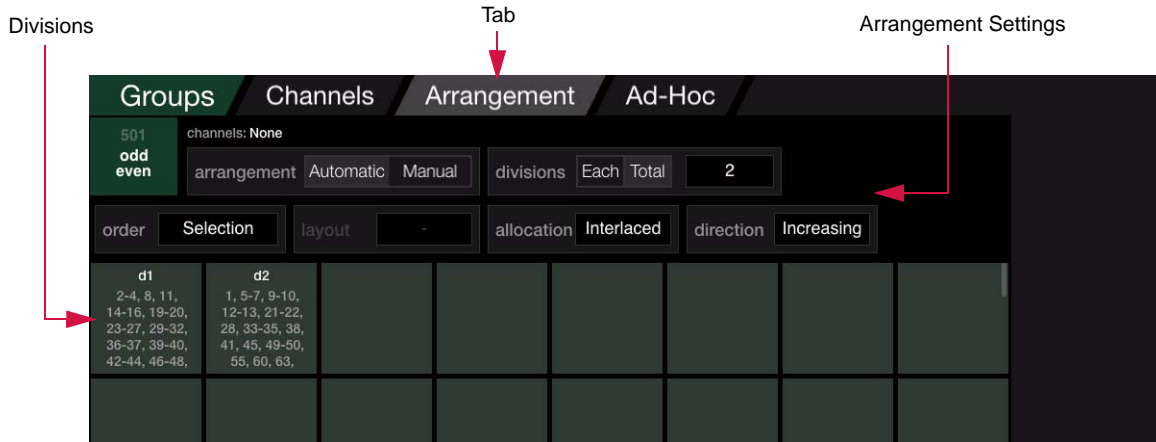 Divisions
Tab
Arrangement Settings
Groups Channels Arrangement Ad-Hoc
501
odd
even
channels: None
arrangement Automatic Manual divisions Each Total 2
order Selection layout - allocation Interlaced direction Increasing
d1
2-4, 8, 11,
14-16, 19-20,
23-27, 29-32,
36-37, 39-40,
42-44, 46-48,
d2
1, 5-7, 9-10,
12-13, 21-22,
28, 33-35, 38,
41, 45, 49-50,
55, 60, 63,